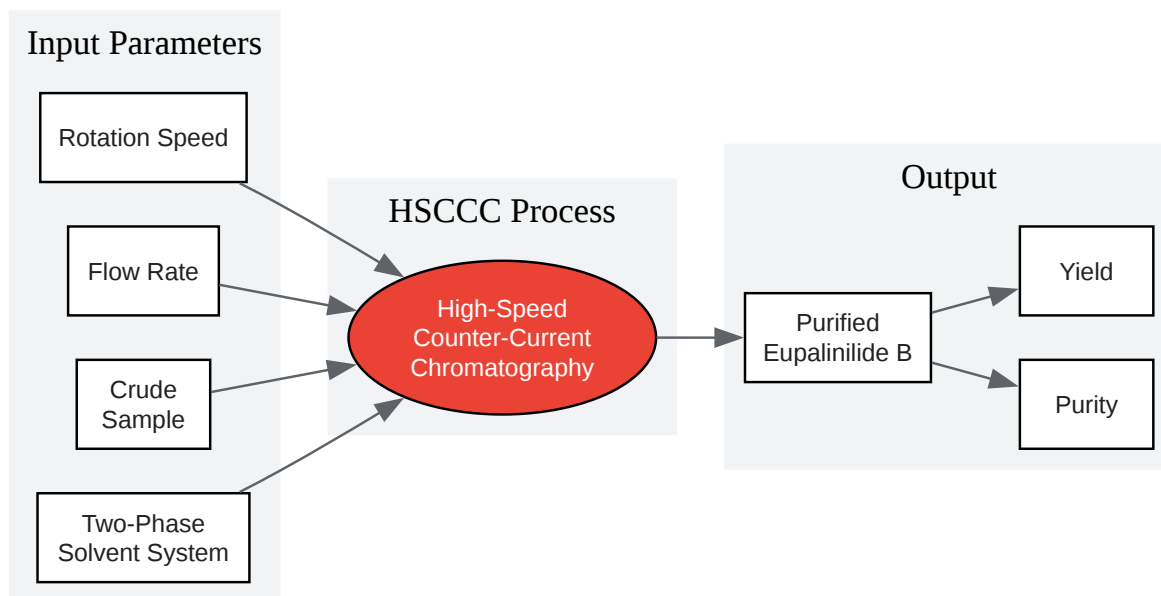 Input Parameters
Rotation Speed
Flow Rate
Crude
Sample
Two-Phase
Solvent System
HSCCC Process
High-Speed
Counter-Current
Chromatography
Output
Purified
Eupalinilide B
Yield
Purity